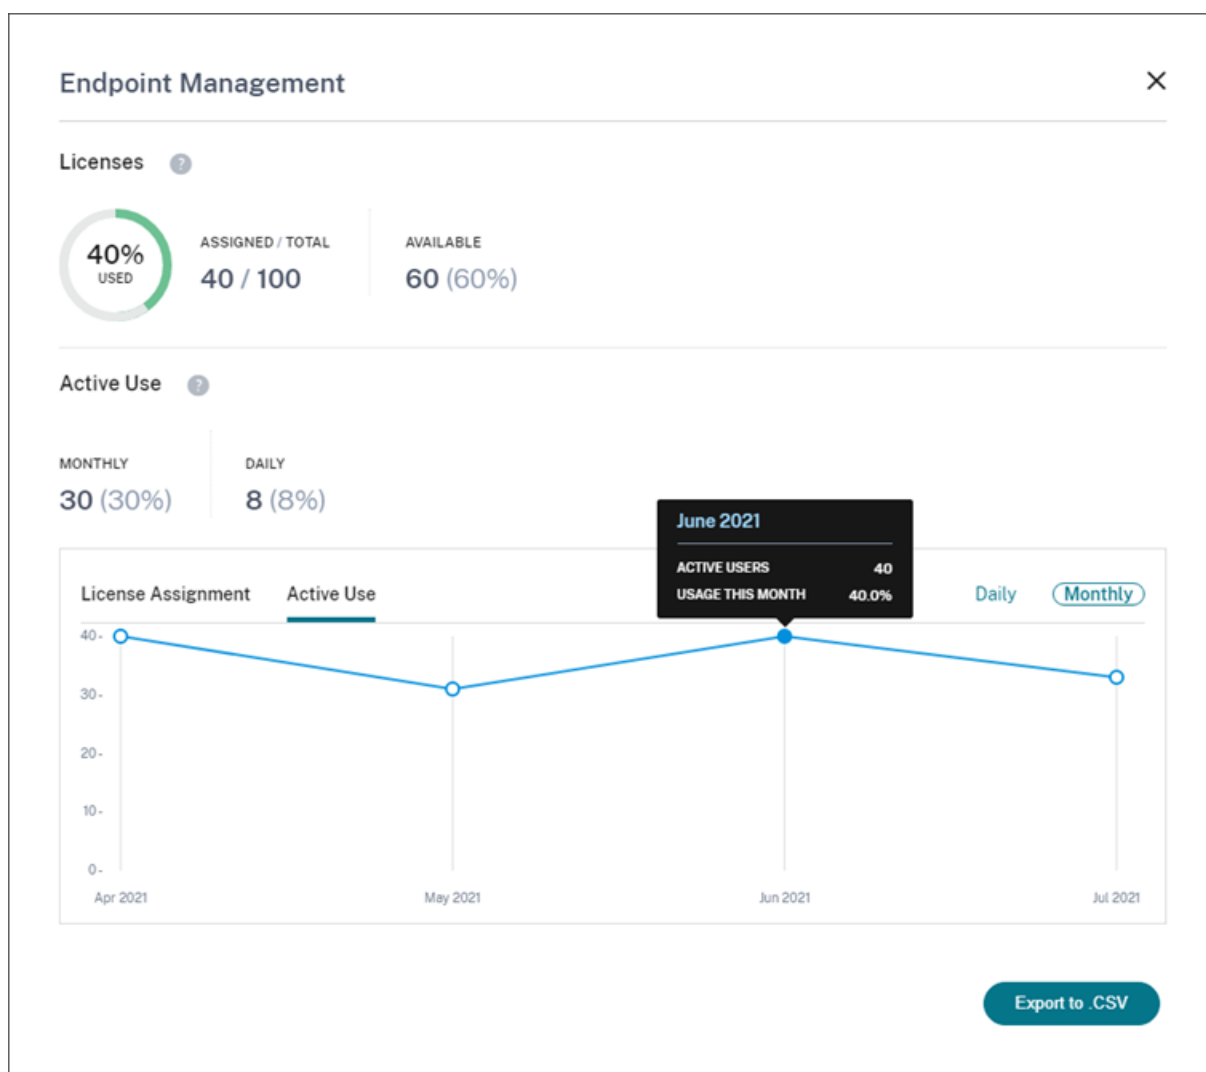 Endpoint Management
Licenses ?
40%
USED
ASSIGNED / TOTAL
40 / 100
AVAILABLE
60 (60%)
Active Use ?
MONTHLY
30 (30%)
DAILY
8 (8%)
June 2021
ACTIVE USERS 40
USAGE THIS MONTH 40.0%
License Assignment Active Use Daily Monthly
40
30
20
10
0
Apr 2021 May 2021 Jun 2021 Jul 2021
Export to .CSV